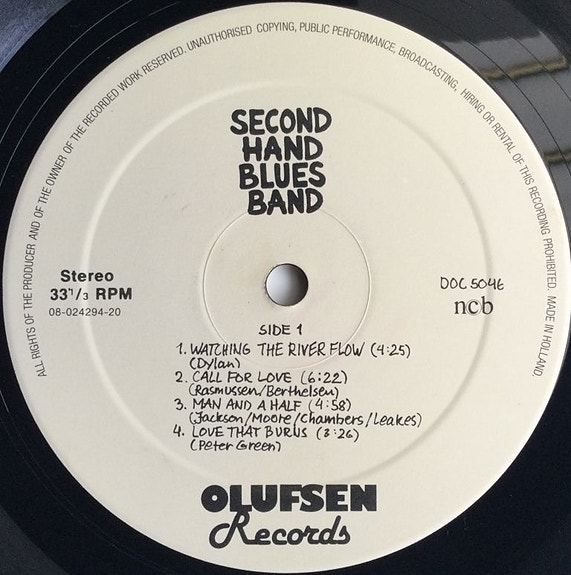 ALL RIGHTS OF THE PRODUCER AND OF THE OWNER OF THE RECORDED WORK RESERVED. UNAUTHORISED COPYING, PUBLIC PERFORMANCE, BROADCASTING, HIRING OR RENTAL OF THIS RECORDING PROHIBITED. MADE IN HOLLAND.
SECOND
HAND
BLUES
BAND
Stereo
33 1/3 RPM
08-024294-20
DOC 5046
ncb
SIDE 1
1. WATCHING THE RIVER FLOW (4:25)
(Dylan)
2. CALL FOR LOVE (6:22)
(Rasmussen/Berthelsen)
3. MAN AND A HALF (4:58)
(Jackson/Moore/Chambers/Leakes)
4. LOVE THAT BURNS (3:26)
(Peter Green)
OLUFSEN
Records